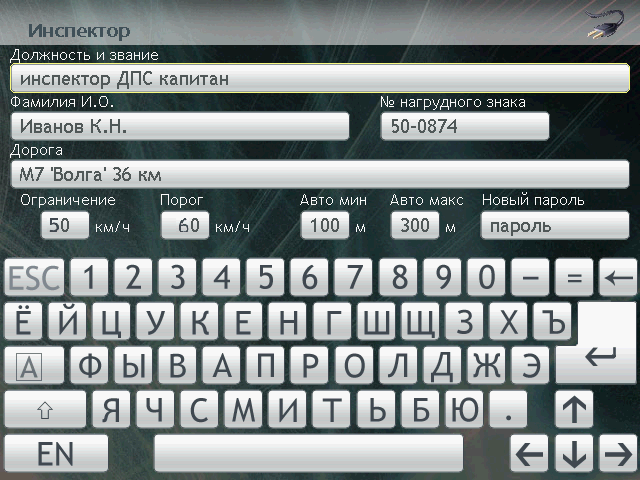 Инспектор
Должность и звание
инспектор ДПС капитан
Фамилия И.О. № нагрудного знака
Иванов К.Н. 50-0874
Дорога
М7 'Волга' 36 км
Ограничение Порог Авто мин Авто макс Новый пароль
50 км/ч 60 км/ч 100 м 300 м пароль
ESC 1 2 3 4 5 6 7 8 9 0 – = ←
Ё Й Ц У К Е Н Г Ш Щ З Х Ъ
А Ф Ы В А П Р О Л Д Ж Э ↵
⇧ Я Ч С М И Т Ь Б Ю . ↑
EN ← ↓ →